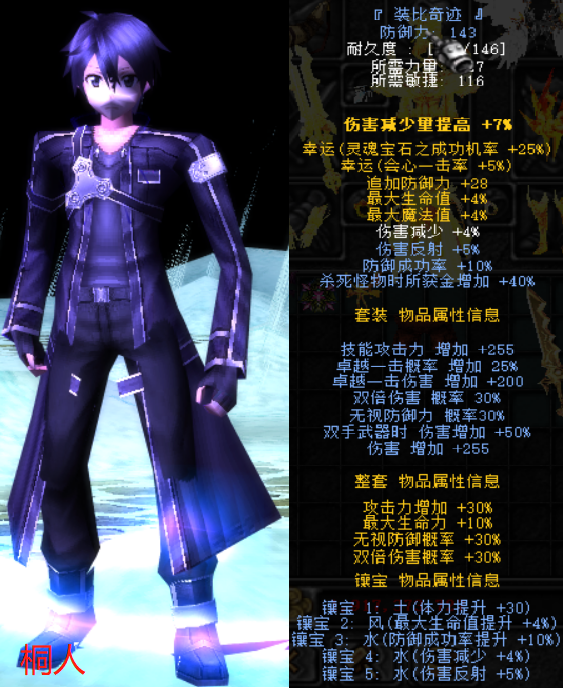 『 装比奇迹 』
防御力: 143
耐久度 : [ /146]
所需力量: 7
所需敏捷: 116
伤害减少量提高 +7%
幸运(灵魂宝石之成功机率 +25%)
幸运(会心一击率 +5%)
追加防御力 +28
最大生命值 +4%
最大魔法值 +4%
伤害减少 +4%
伤害反射 +5%
防御成功率 +10%
杀死怪物时所获金增加 +40%
套装 物品属性信息
技能攻击力 增加 +255
卓越一击概率 增加 25%
卓越一击伤害 增加 +200
双倍伤害 概率 30%
无视防御力 概率30%
双手武器时 伤害增加 +50%
伤害 增加 +255
整套 物品属性信息
攻击力增加 +30%
最大生命力 +10%
无视防御概率 +30%
双倍伤害概率 +30%
镶宝 物品属性信息
镶宝 1: 土(体力提升 +30)
镶宝 2: 风(最大生命值提升 +4%)
镶宝 3: 水(防御成功率提升 +10%)
镶宝 4: 水(伤害减少 +4%)
镶宝 5: 水(伤害反射 +5%)
桐人